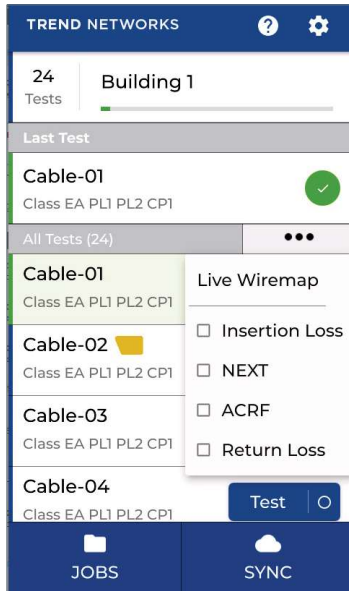 TREND NETWORKS
24
Tests
Building 1
Last Test
Cable-01
Class EA PL1 PL2 CP1
All Tests (24)
Cable-01
Class EA PL1 PL2 CP1
Live Wiremap
Insertion Loss
NEXT
ACRF
Return Loss
Cable-02
Class EA PL1 PL2 CP1
Cable-03
Class EA PL1 PL2 CP1
Cable-04
Class EA PL1 PL2 CP1
Test
JOBS
SYNC